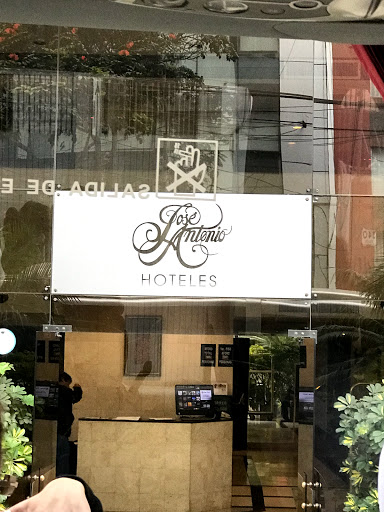 SALIDA DE E
José
Antonio
HOTELES